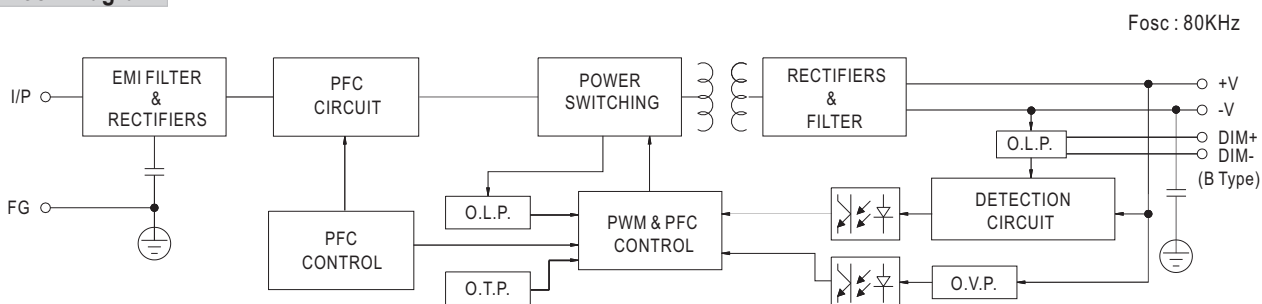 Fosc : 80KHz
I/P
EMI FILTER
&
RECTIFIERS
PFC
CIRCUIT
POWER
SWITCHING
RECTIFIERS
&
FILTER
+V
-V
O.L.P.
DIM+
DIM-
(B Type)
FG
DETECTION
CIRCUIT
O.L.P.
PWM & PFC
CONTROL
PFC
CONTROL
O.T.P.
O.V.P.